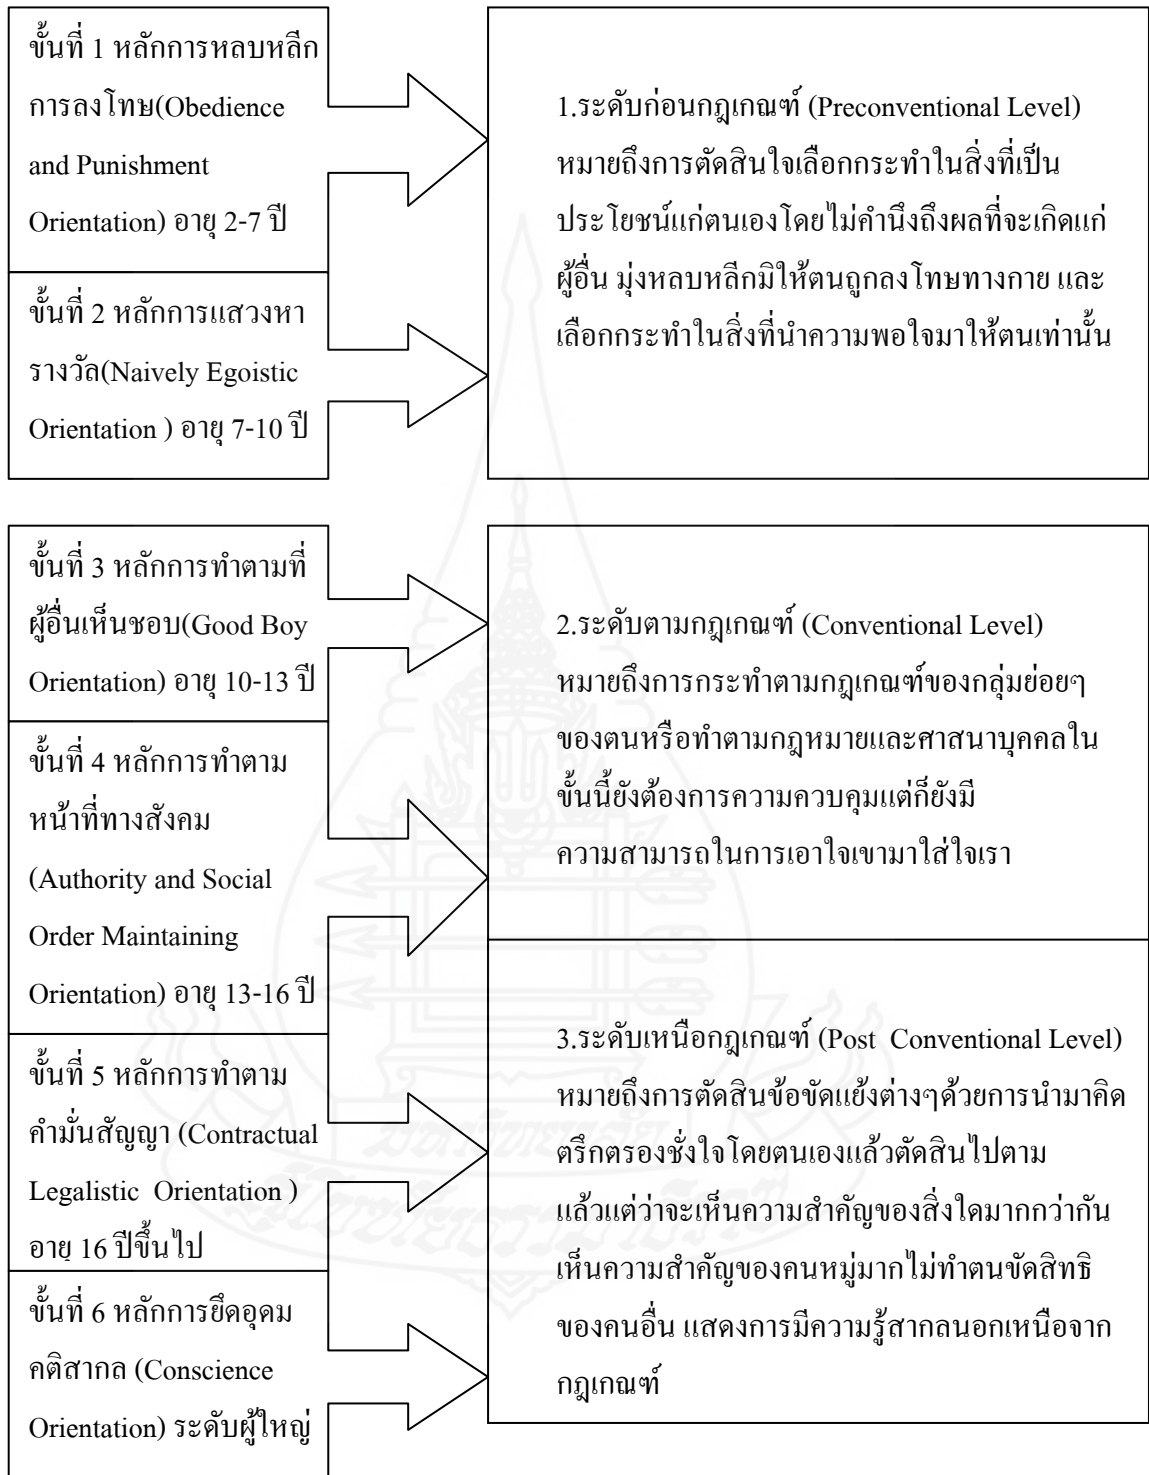 ขั้นที่ 1 หลักการหลบหลีก
การลงโทษ(Obedience
and Punishment
Orientation) อายุ 2-7 ปี
ขั้นที่ 2 หลักการแสวงหา
รางวัล(Naively Egoistic
Orientation ) อายุ 7-10 ปี
1.ระดับก่อนกฎเกณฑ์ (Preconventional Level)
หมายถึงการตัดสินใจเลือกกระทำในสิ่งที่เป็น
ประโยชน์แก่ตนเองโดยไม่คำนึงถึงผลที่จะเกิดแก่
ผู้อื่น มุ่งหลบหลีกมิให้ตนถูกลงโทษทางกาย และ
เลือกกระทำในสิ่งที่นำความพอใจมาให้ตนเท่านั้น
ขั้นที่ 3 หลักการทำตามที่
ผู้อื่นเห็นชอบ(Good Boy
Orientation) อายุ 10-13 ปี
ขั้นที่ 4 หลักการทำตาม
หน้าที่ทางสังคม
(Authority and Social
Order Maintaining
Orientation) อายุ 13-16 ปี
2.ระดับตามกฎเกณฑ์ (Conventional Level)
หมายถึงการกระทำตามกฎเกณฑ์ของกลุ่มย่อยๆ
ของตนหรือทำตามกฎหมายและศาสนาบุคคลใน
ขั้นนี้ยังต้องการความควบคุมแต่ก็ยังมี
ความสามารถในการเอาใจเขามาใส่ใจเรา
ขั้นที่ 5 หลักการทำตาม
คำมั่นสัญญา (Contractual
Legalistic Orientation )
อายุ 16 ปีขึ้นไป
ขั้นที่ 6 หลักการยึดอุดม
คติสากล (Conscience
Orientation) ระดับผู้ใหญ่
3.ระดับเหนือกฎเกณฑ์ (Post Conventional Level)
หมายถึงการตัดสินข้อขัดแย้งต่างๆด้วยการนำมาคิด
ตรึกตรองชั่งใจโดยตนเองแล้วตัดสินไปตาม
แล้วแต่ว่าจะเห็นความสำคัญของสิ่งใดมากกว่ากัน
เห็นความสำคัญของคนหมู่มากไม่ทำตนขัดสิทธิ
ของคนอื่น แสดงการมีความรู้สากลนอกเหนือจาก
กฎเกณฑ์
มหาวิทยาลัย
สุโขทัยธรรมาธิราช